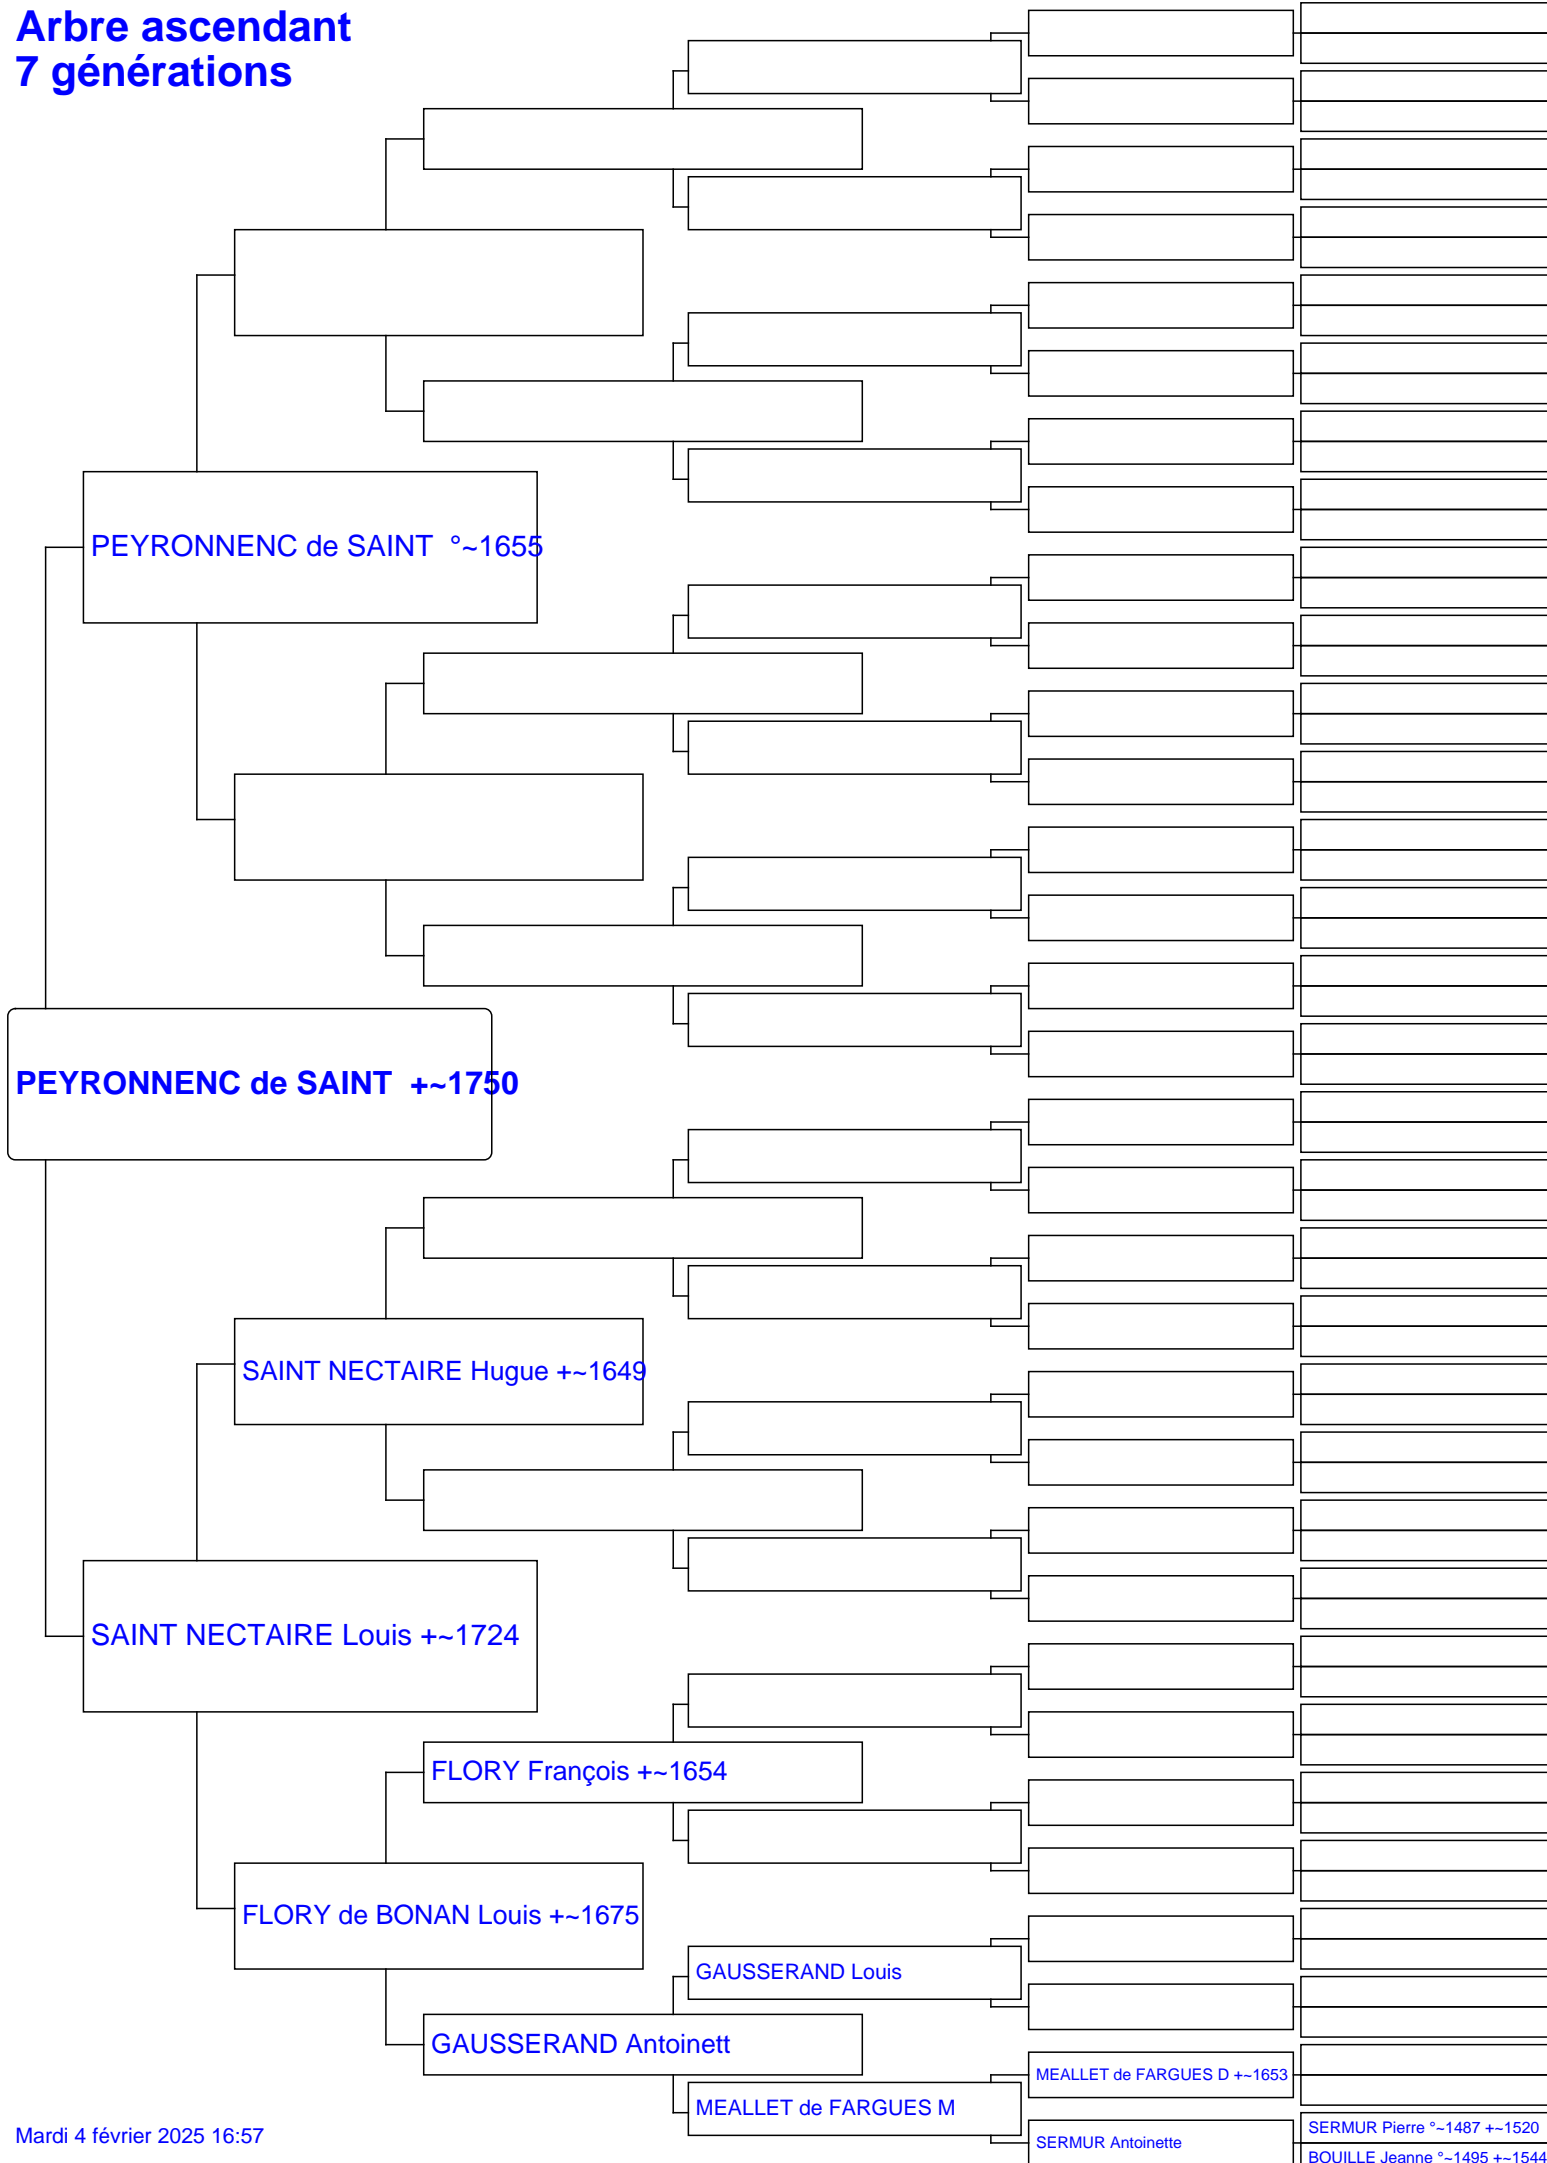 Arbre ascendant
7 générations
PEYRONNENC de SAINT  °~1655
PEYRONNENC de SAINT  +~1750
SAINT NECTAIRE Hugue +~1649
SAINT NECTAIRE Louis +~1724
FLORY François +~1654
FLORY de BONAN Louis +~1675
GAUSSERAND Louis
GAUSSERAND Antoinett
MEALLET de FARGUES D +~1653
MEALLET de FARGUES M
SERMUR Pierre °~1487 +~1520
SERMUR Antoinette
BOUILLE Jeanne °~1495 +~1544
Mardi 4 février 2025 16:57